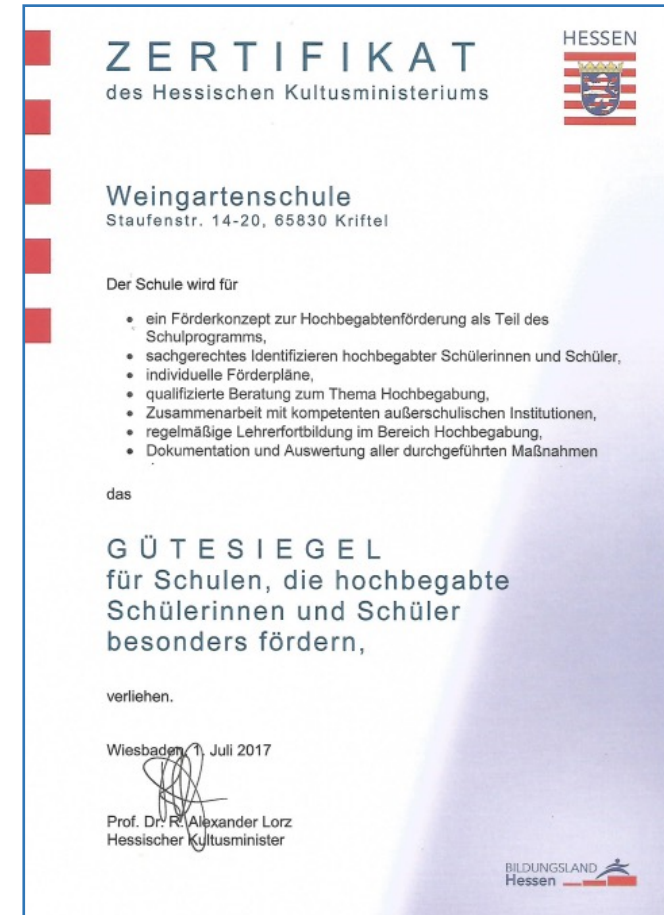 HESSEN
ZERTIFIKAT
des Hessischen Kultusministeriums
Weingartenschule
Staufenstr. 14-20, 65830 Kriftel
Der Schule wird für
• ein Förderkonzept zur Hochbegabtenförderung als Teil des
Schulprogramms,
• sachgerechtes Identifizieren hochbegabter Schülerinnen und Schüler,
• individuelle Förderpläne,
• qualifizierte Beratung zum Thema Hochbegabung,
• Zusammenarbeit mit kompetenten außerschulischen Institutionen,
• regelmäßige Lehrerfortbildung im Bereich Hochbegabung,
• Dokumentation und Auswertung aller durchgeführten Maßnahmen
das
GÜTESIEGEL
für Schulen, die hochbegabte
Schülerinnen und Schüler
besonders fördern,
verliehen.
Wiesbaden, 1. Juli 2017
Prof. Dr. R. Alexander Lorz
Hessischer Kultusminister
BILDUNGSLAND
Hessen